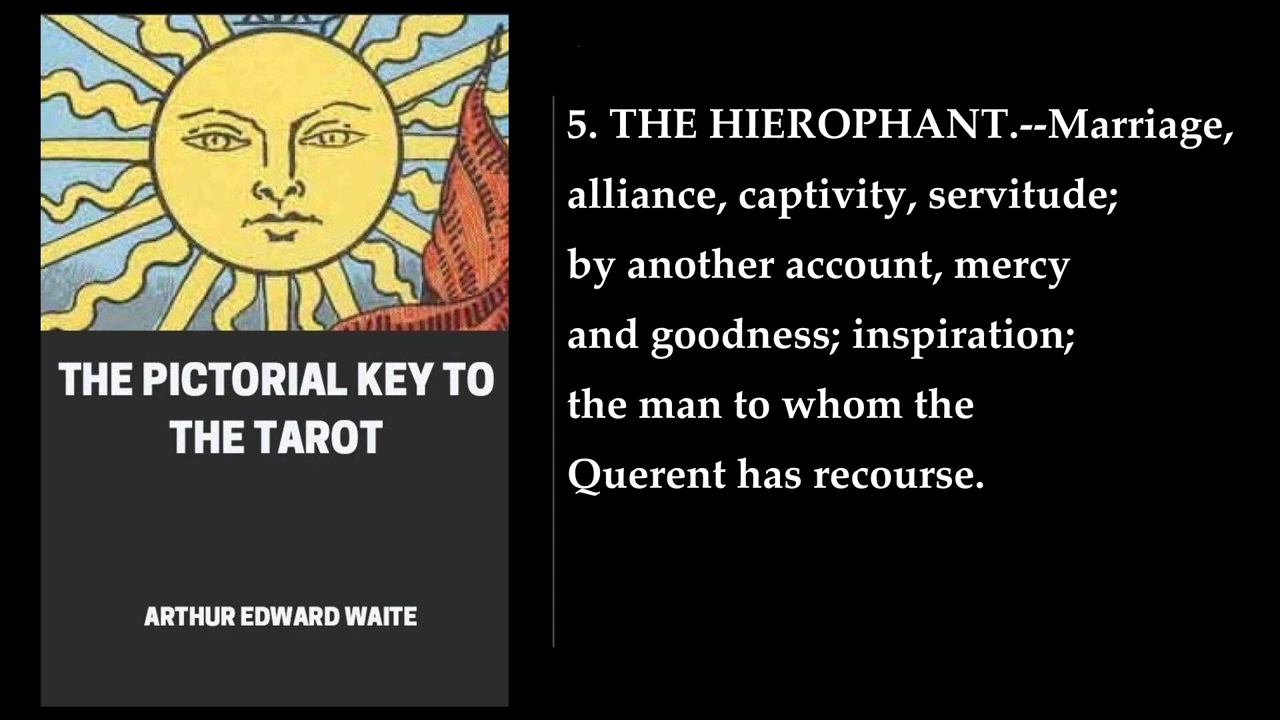 XIX
THE PICTORIAL KEY TO
THE TAROT
ARTHUR EDWARD WAITE
5. THE HIEROPHANT.--Marriage,
alliance, captivity, servitude;
by another account, mercy
and goodness; inspiration;
the man to whom the
Querent has recourse.